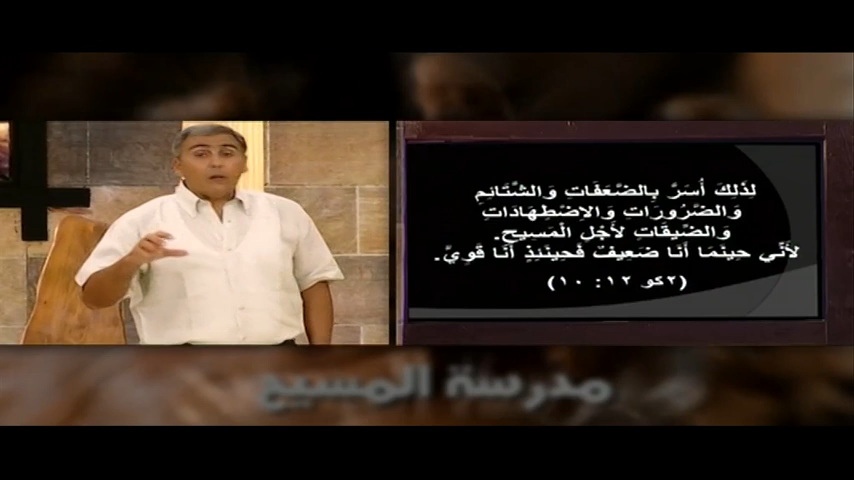 لِذَلِكَ أُسَرُّ بِالضَّعَفَاتِ وَالشَّتَائِمِ
وَالضَّرُورَاتِ وَالاِضْطِهَادَاتِ
وَالضِّيقَاتِ لأَجْلِ الْمَسِيحِ.
لأَنِّي حِينَمَا أَنَا ضَعِيفٌ فَحِينَئِذٍ أَنَا قَوِيٌّ.
(٢كو ١٢: ١٠)
مدرسة المسيح